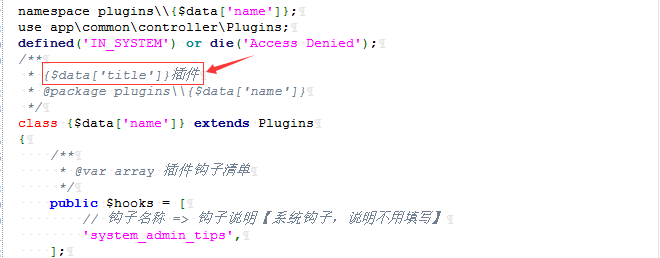 namespace plugins\\{$data['name']};
use app\common\controller\Plugins;
defined('IN_SYSTEM') or die('Access Denied');
/**
 * {$data['title']}插件
 * @package plugins\\{$data['name']}
 */
class {$data['name']} extends Plugins
{
    /**
     * @var array 插件钩子清单
     */
    public $hooks = [
        // 钩子名称 => 钩子说明【系统钩子，说明不用填写】
        'system_admin_tips',
    ];